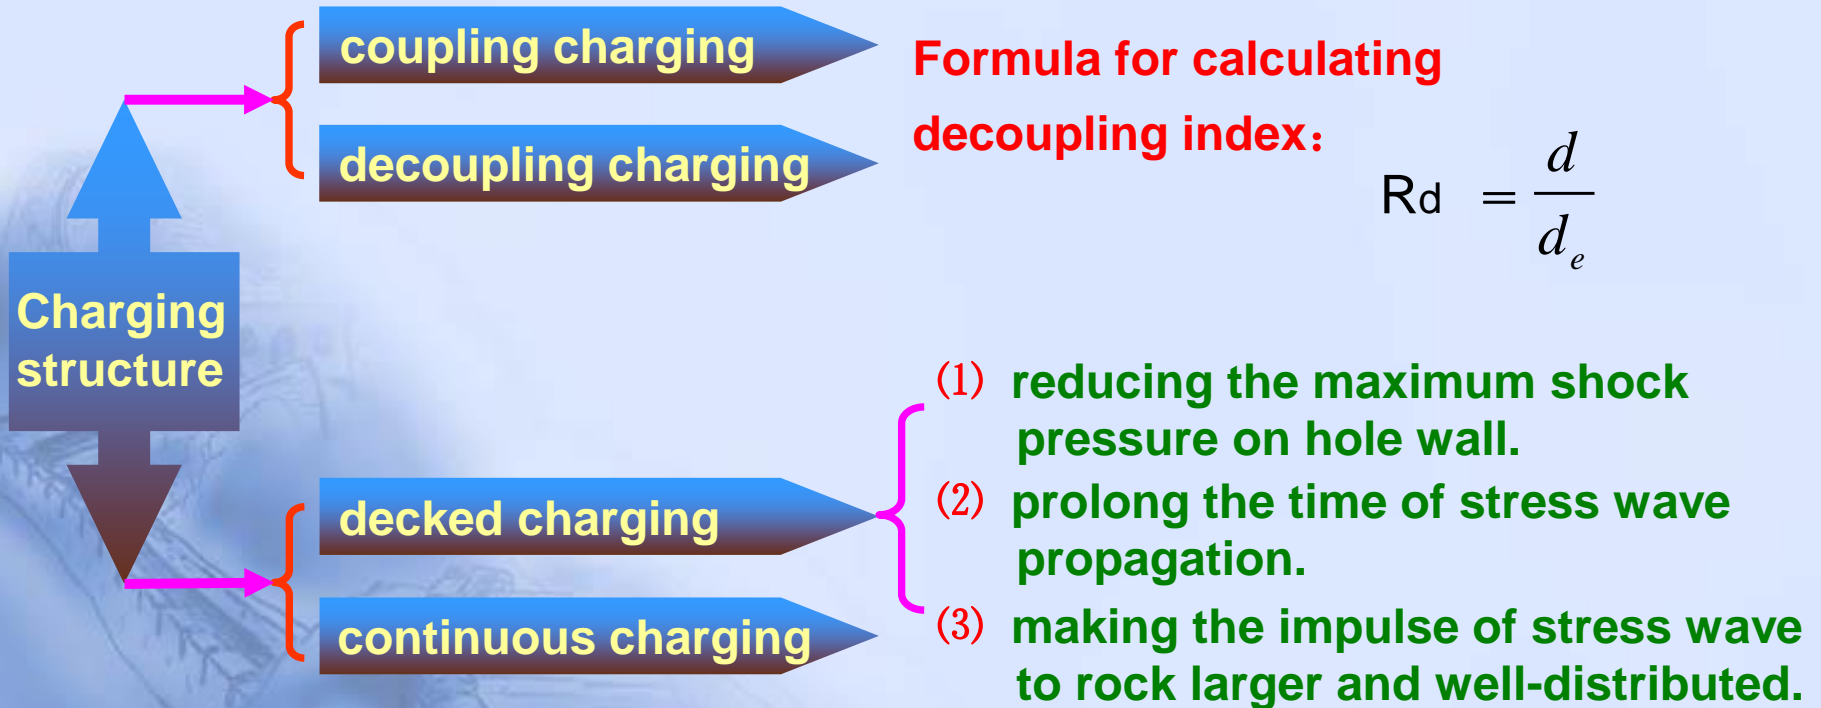 coupling charging
decoupling charging
Formula for calculating
decoupling index：
Rd = d / d_e
Charging
structure
decked charging
continuous charging
(1) reducing the maximum shock
pressure on hole wall.
(2) prolong the time of stress wave
propagation.
(3) making the impulse of stress wave
to rock larger and well-distributed.